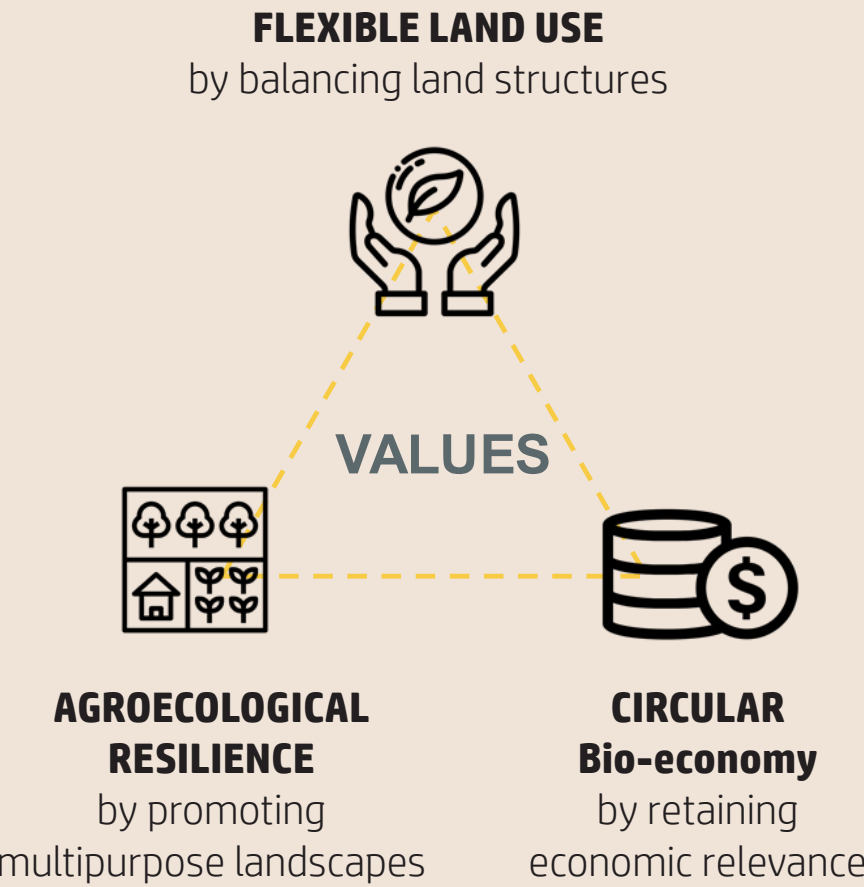 FLEXIBLE LAND USE
by balancing land structures
VALUES
$
AGROECOLOGICAL
RESILIENCE
by promoting
multipurpose landscapes
CIRCULAR
Bio-economy
by retaining
economic relevance